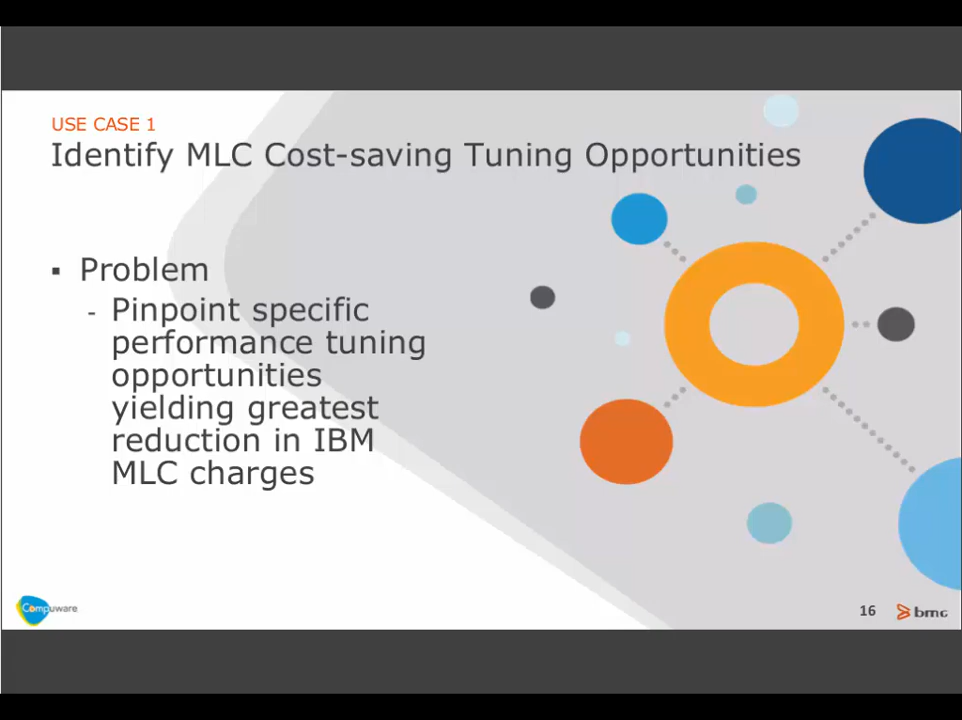 USE CASE 1
Identify MLC Cost-saving Tuning Opportunities
▪ Problem
- Pinpoint specific
performance tuning
opportunities
yielding greatest
reduction in IBM
MLC charges
Compuware
16
bmc